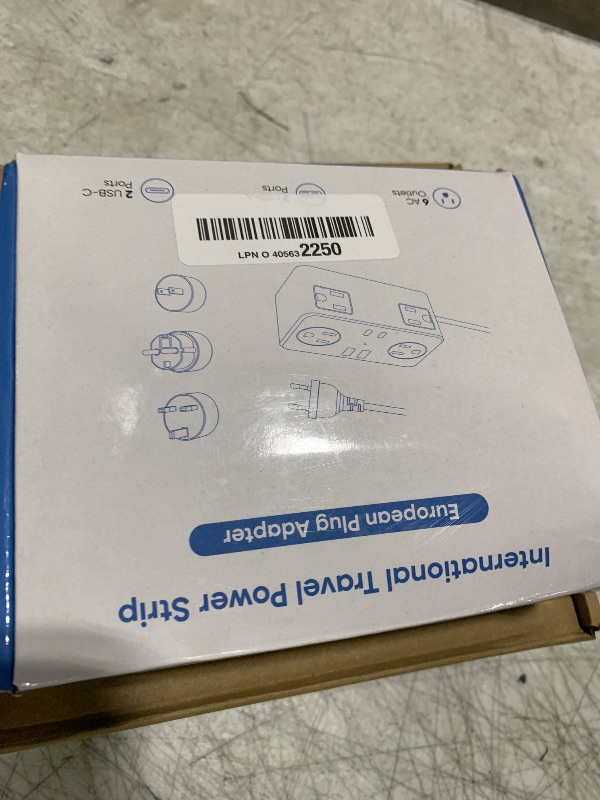 International Travel Power Strip
European Plug Adapter
6 AC
Outlets
Ports
2 USB-C
Ports
LPN O 405632250